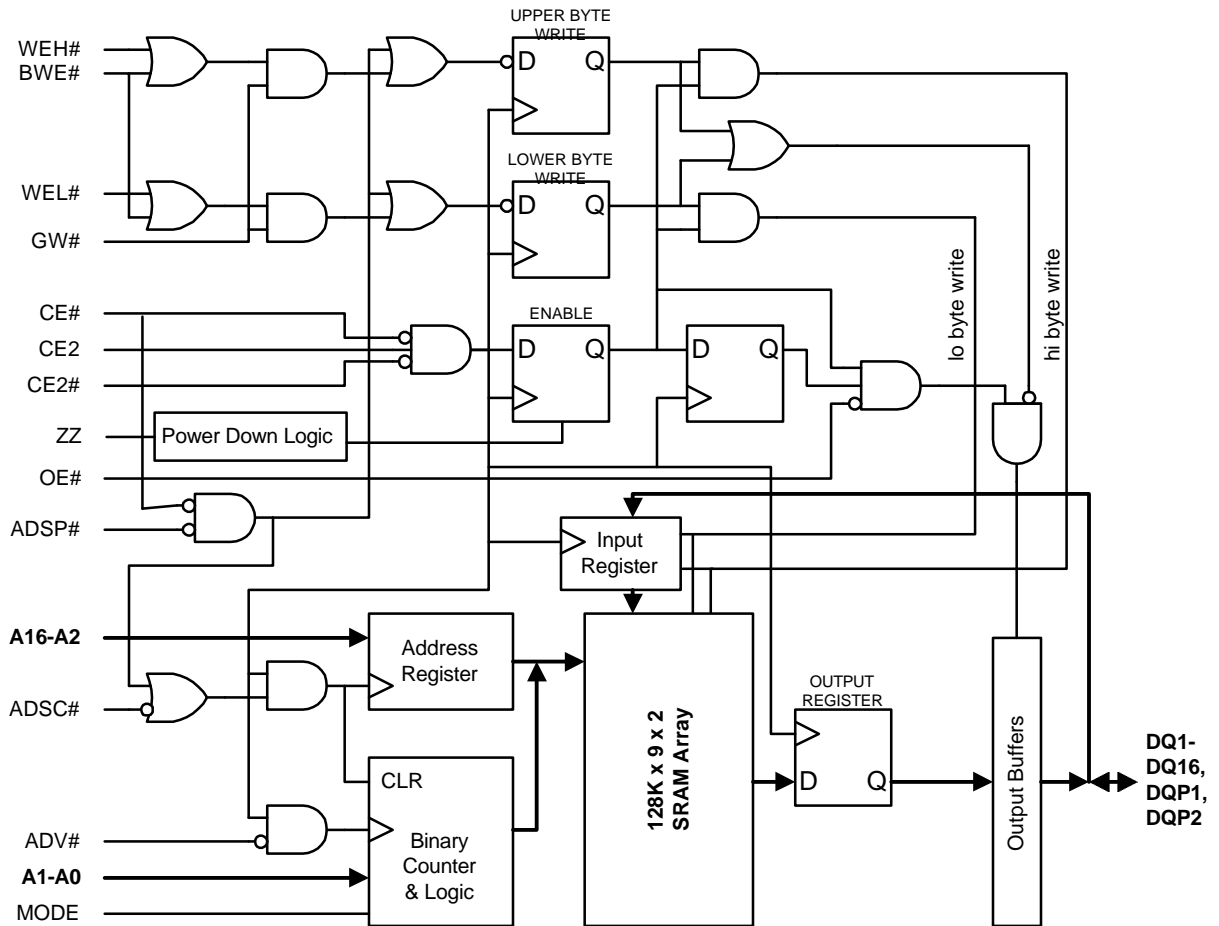 UPPER BYTE
WRITE
WEH#
BWE#
D
Q
LOWER BYTE
WRITE
WEL#
D
Q
GW#
lo byte write
hi byte write
CE#
ENABLE
CE2
D
Q
D
Q
CE2#
ZZ
Power Down Logic
OE#
ADSP#
Input
Register
A16-A2
Address
Register
ADSC#
OUTPUT
REGISTER
128K x 9 x 2
SRAM Array
CLR
D
Q
Output Buffers
DQ1-
DQ16,
DQP1,
DQP2
ADV#
Binary
Counter
& Logic
A1-A0
MODE